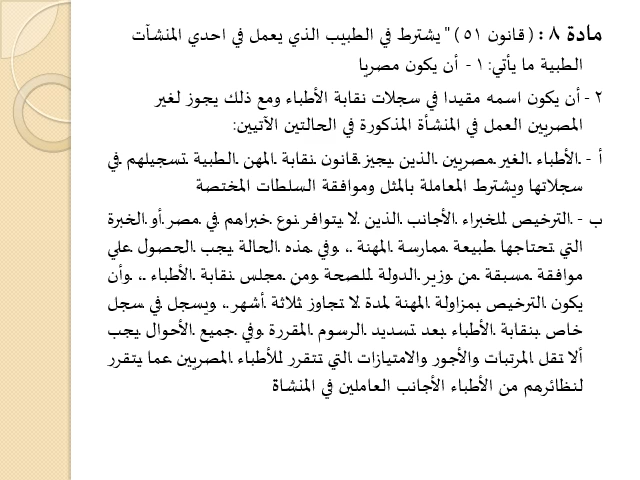 مادة ٨ : ( قانون ٥١ ) " يشترط في الطبيب الذي يعمل في احدي المنشآت
الطبية ما يأتي: ١ - أن يكون مصريا
٢ - أن يكون اسمه مقيدا في سجلات نقابة الأطباء ومع ذلك يجوز لغير
المصريين العمل في المنشأة المذكورة في الحالتين الآتيين:
أ - الأطباء الغير مصريين الذين يجيز قانون نقابة المهن الطبية تسجيلهم في
سجلاتها ويشترط المعاملة بالمثل وموافقة السلطات المختصة
ب - الترخيص للخبراء الأجانب الذين لا يتوافر نوع خبراهم في مصر أو الخبرة
التي تحتاجها طبيعة ممارسة المهنة ،. وفي هذه الحالة يجب الحصول علي
موافقة مسبقة من وزير الدولة للصحة ومن مجلس نقابة الأطباء ،. وأن
يكون الترخيص بمزاولة المهنة لمدة لا تجاوز ثلاثة أشهر ،. ويسجل في سجل
خاص بنقابة الأطباء بعد تسديد الرسوم المقررة وفي جميع الأحوال يجب
ألا تقل المرتبات والأجور والامتيازات التي تتقرر للأطباء المصريين عما يتقرر
لنظائرهم من الأطباء الأجانب العاملين في المنشاة